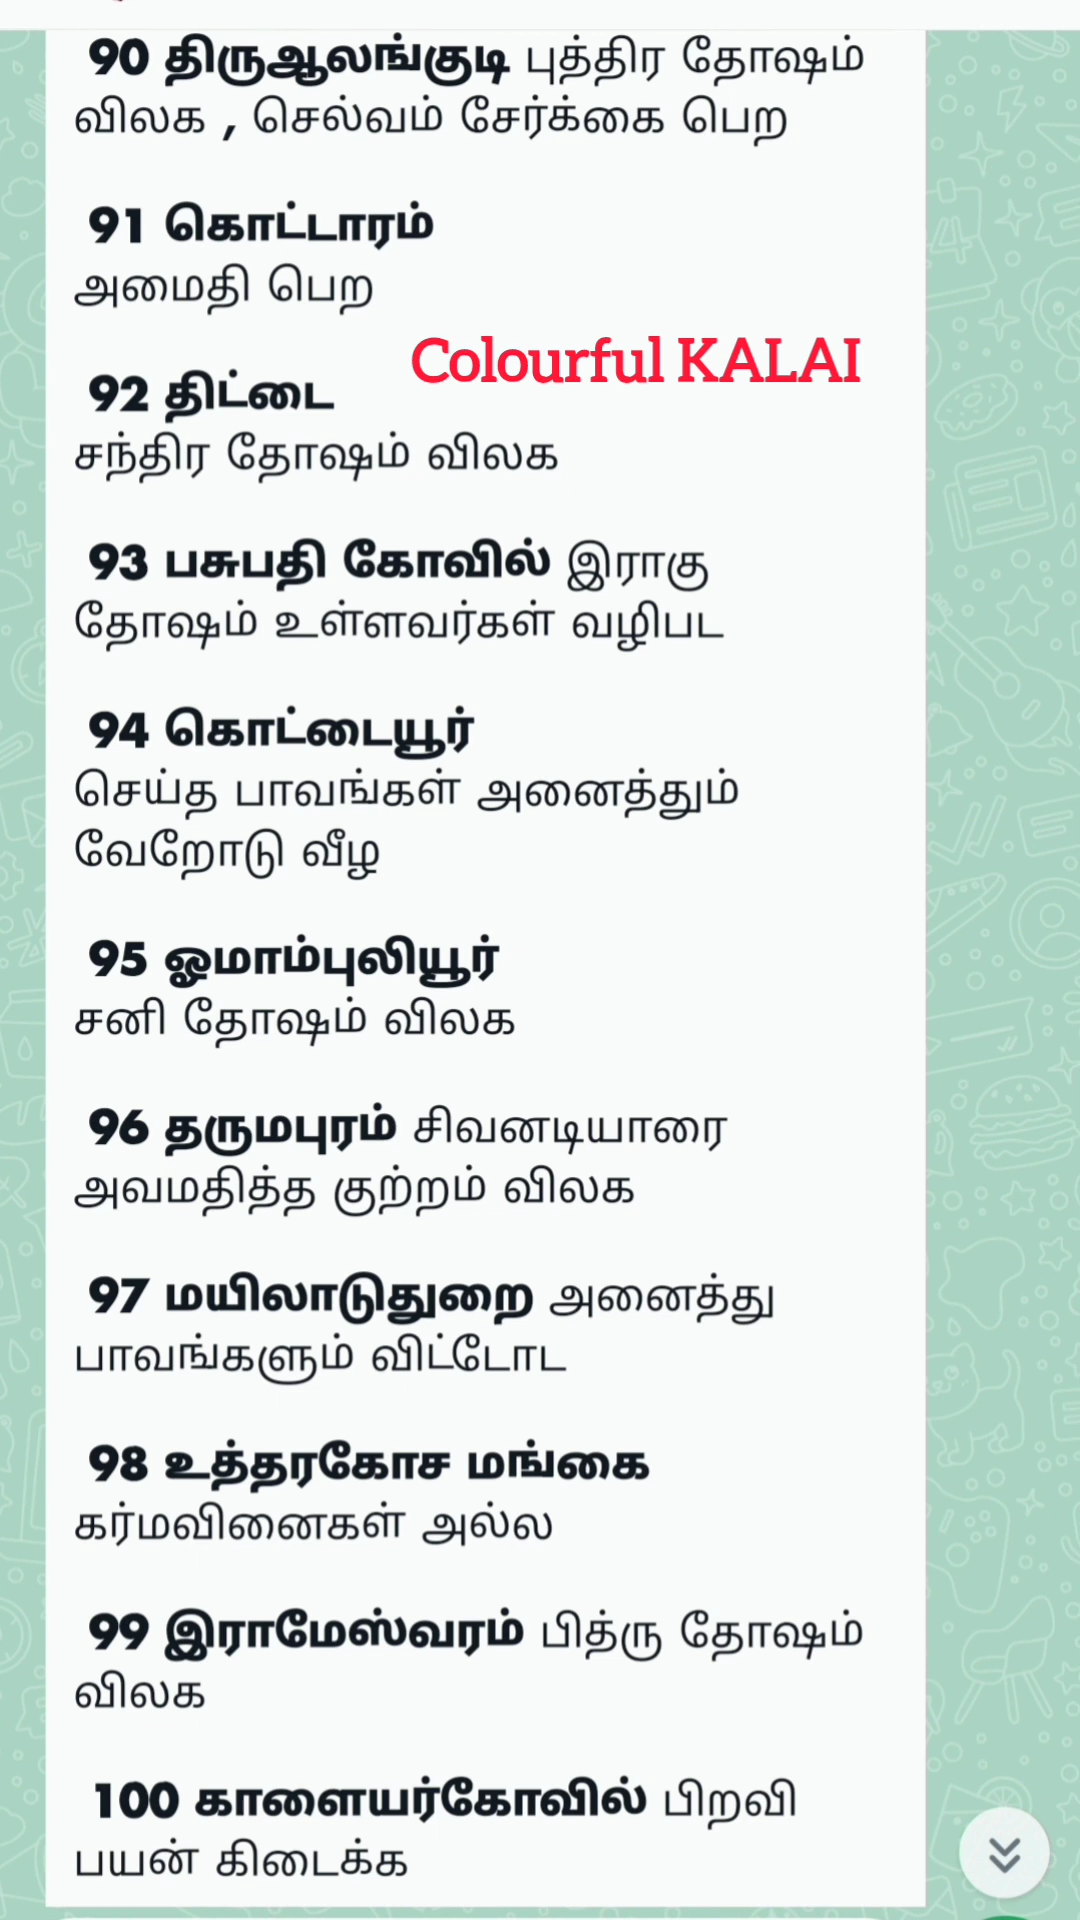 90 திருஆலங்குடி புத்திர தோஷம்
விலக , செல்வம் சேர்க்கை பெற
91 கொட்டாரம்
அமைதி பெற
Colourful KALAI
92 திட்டை
சந்திர தோஷம் விலக
93 பசுபதி கோவில் இராகு
தோஷம் உள்ளவர்கள் வழிபட
94 கொட்டையூர்
செய்த பாவங்கள் அனைத்தும்
வேறோடு வீழ
95 ஓமாம்புலியூர்
சனி தோஷம் விலக
96 தருமபுரம் சிவனடியாரை
அவமதித்த குற்றம் விலக
97 மயிலாடுதுறை அனைத்து
பாவங்களும் விட்டோட
98 உத்தரகோச மங்கை
கர்மவினைகள் அல்ல
99 இராமேஸ்வரம் பித்ரு தோஷம்
விலக
100 காளையர்கோவில் பிறவி
பயன் கிடைக்க